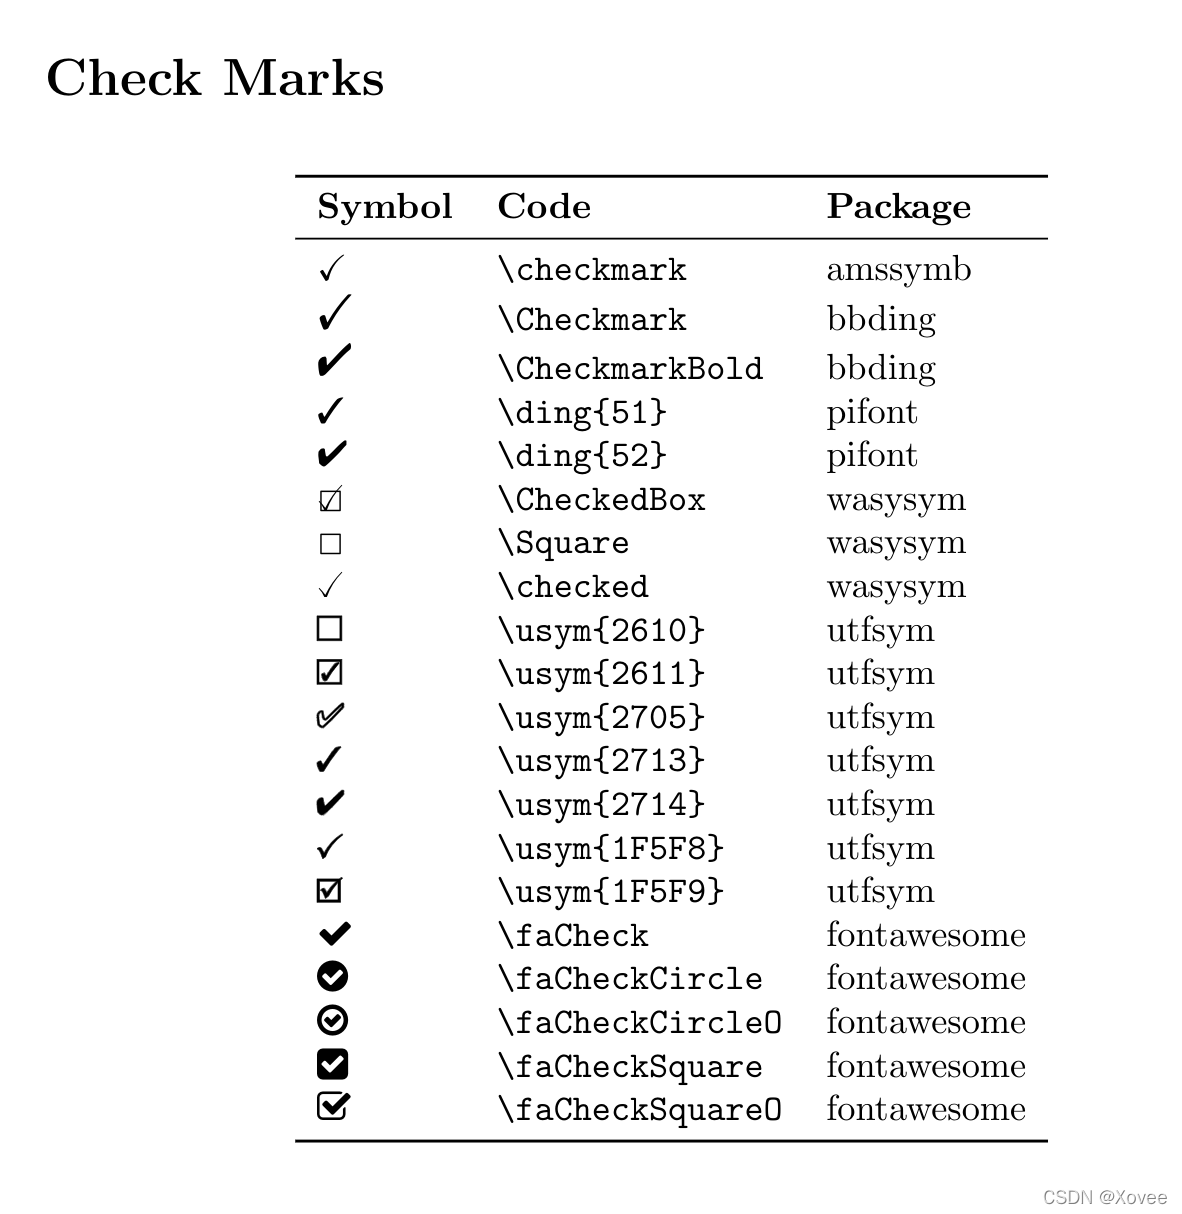 Check Marks
Symbol Code Package
✓ \checkmark amssymb
✓ \Checkmark bbding
✔ \CheckmarkBold bbding
✓ \ding{51} pifont
✔ \ding{52} pifont
☑ \CheckedBox wasysym
□ \Square wasysym
✓ \checked wasysym
☐ \usym{2610} utfsym
☑ \usym{2611} utfsym
✅ \usym{2705} utfsym
✓ \usym{2713} utfsym
✔ \usym{2714} utfsym
🗸 \usym{1F5F8} utfsym
🗹 \usym{1F5F9} utfsym
✔ \faCheck fontawesome
\faCheckCircle fontawesome
\faCheckCircleO fontawesome
\faCheckSquare fontawesome
\faCheckSquareO fontawesome
CSDN @Xovee